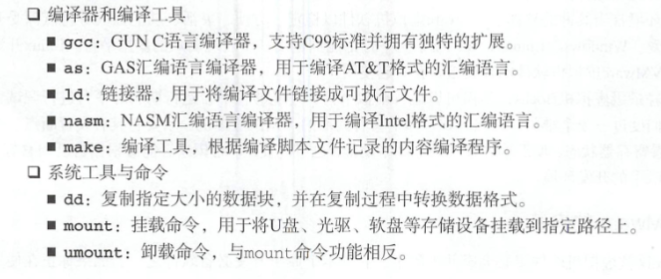 ❑ 编译器和编译工具
■ gcc：GUN C语言编译器，支持C99标准并拥有独特的扩展。
■ as：GAS汇编语言编译器，用于编译AT&T格式的汇编语言。
■ ld：链接器，用于将编译文件链接成可执行文件。
■ nasm：NASM汇编语言编译器，用于编译Intel格式的汇编语言。
■ make：编译工具，根据编译脚本文件记录的内容编译程序。
❑ 系统工具与命令
■ dd：复制指定大小的数据块，并在复制过程中转换数据格式。
■ mount：挂载命令，用于将U盘、光驱、软盘等存储设备挂载到指定路径上。
■ umount：卸载命令，与mount命令功能相反。